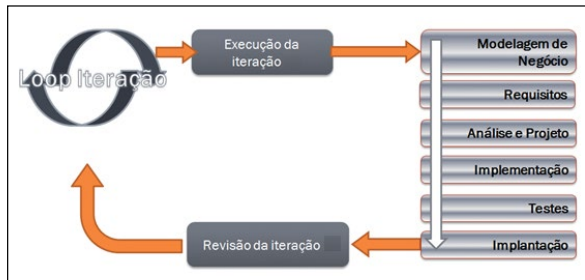 Loop Iteração
Execução da
iteração
Modelagem de
Negócio
Requisitos
Análise e Projeto
Implementação
Testes
Implantação
Revisão da iteração